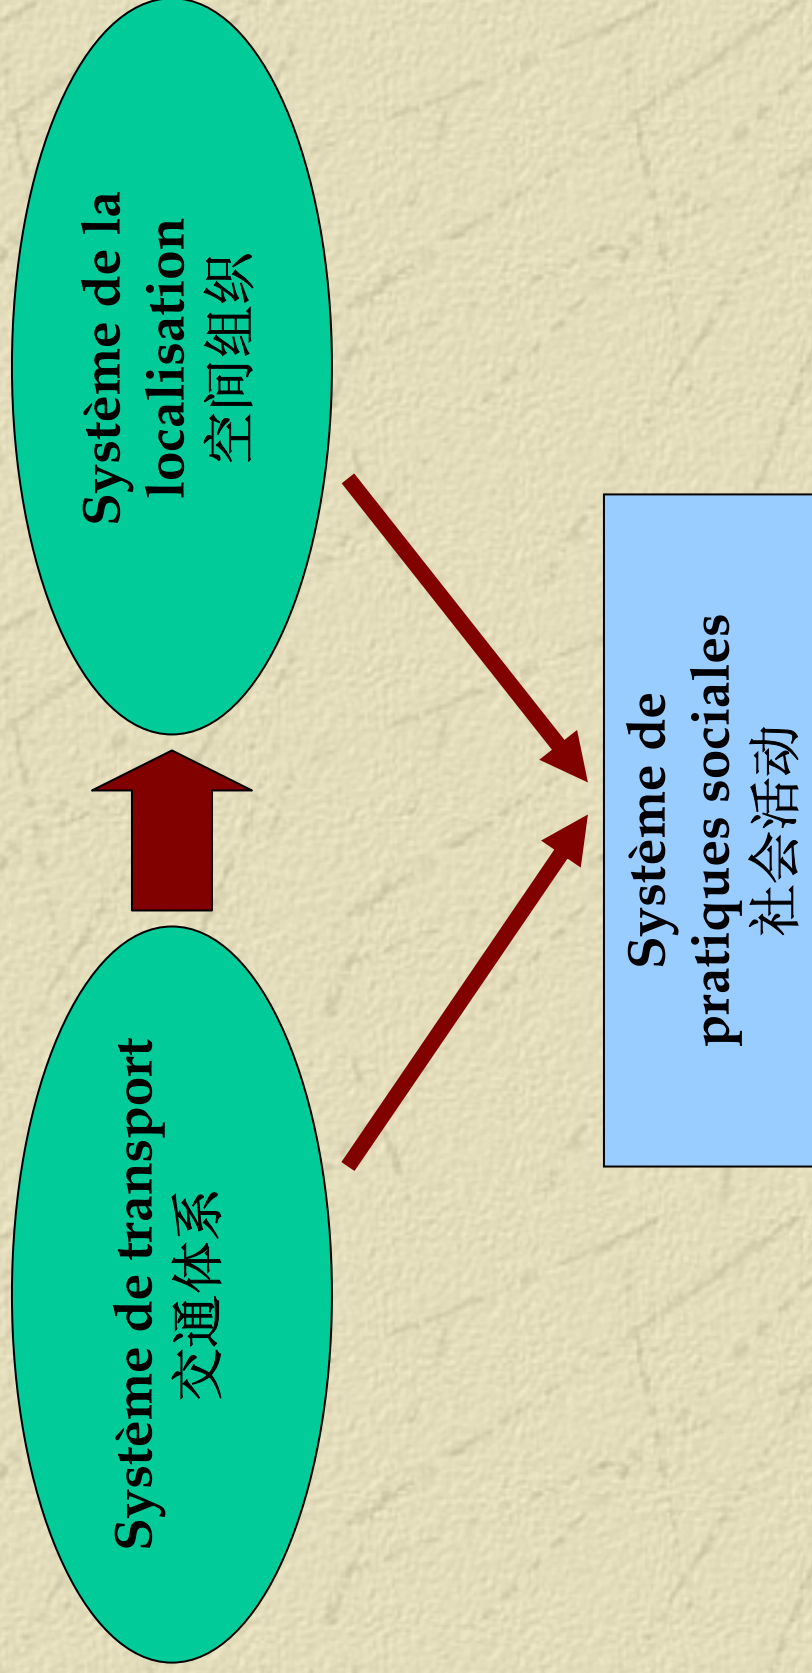 Système de transport
交通体系
Système de la
localisation
空间组织
Système de
pratiques sociales
社会活动